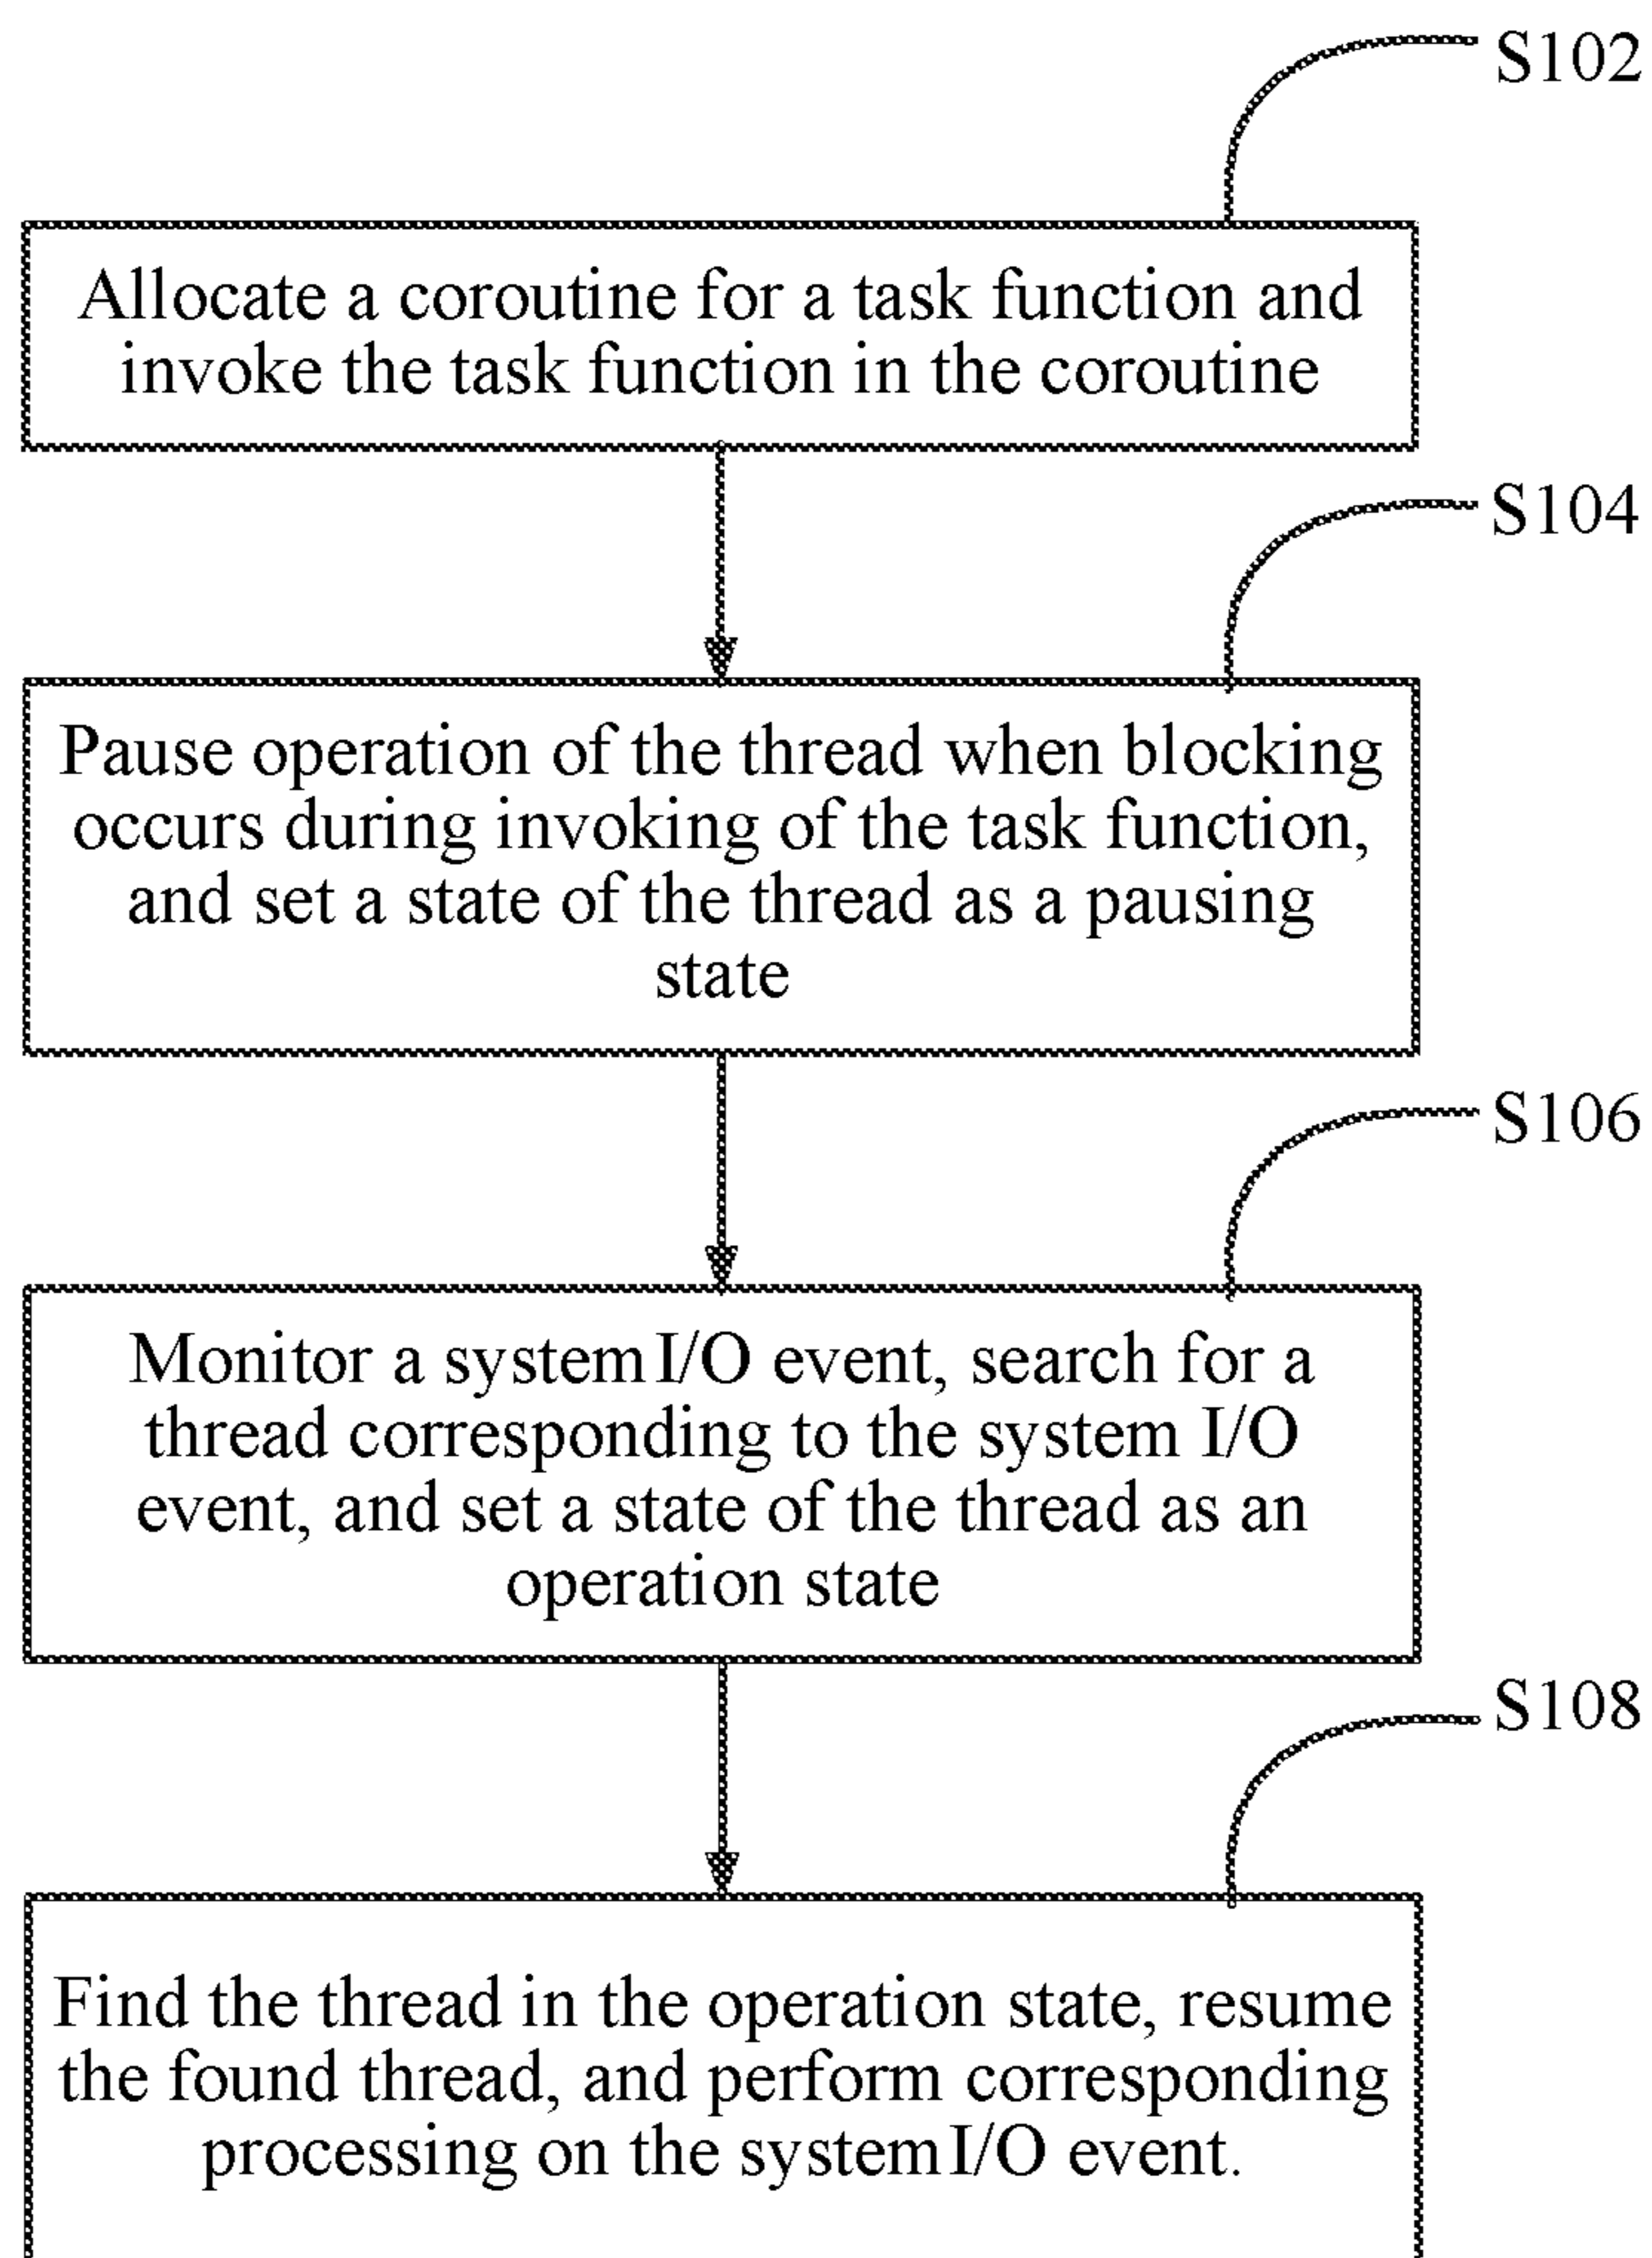 S102
Allocate a coroutine for a task function and
invoke the task function in the coroutine
S104
Pause operation of the thread when blocking
occurs during invoking of the task function,
and set a state of the thread as a pausing
state
S106
Monitor a system I/O event, search for a
thread corresponding to the system I/O
event, and set a state of the thread as an
operation state
S108
Find the thread in the operation state, resume
the found thread, and perform corresponding
processing on the system I/O event.